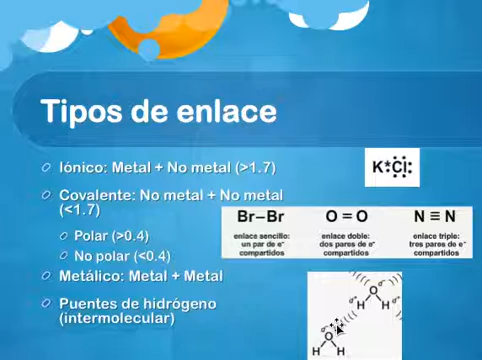 Tipos de enlace
Iónico: Metal + No metal (>1.7)
Covalente: No metal + No metal
(<1.7)
Polar (>0.4)
No polar (<0.4)
Metálico: Metal + Metal
Puentes de hidrógeno
(intermolecular)
K*Cl:
Br–Br O=O N≡N
enlace sencillo: enlace doble: enlace triple:
un par de e⁻ dos pares de e⁻ tres pares de e⁻
compartidos compartidos compartidos
O
H H
O
H H